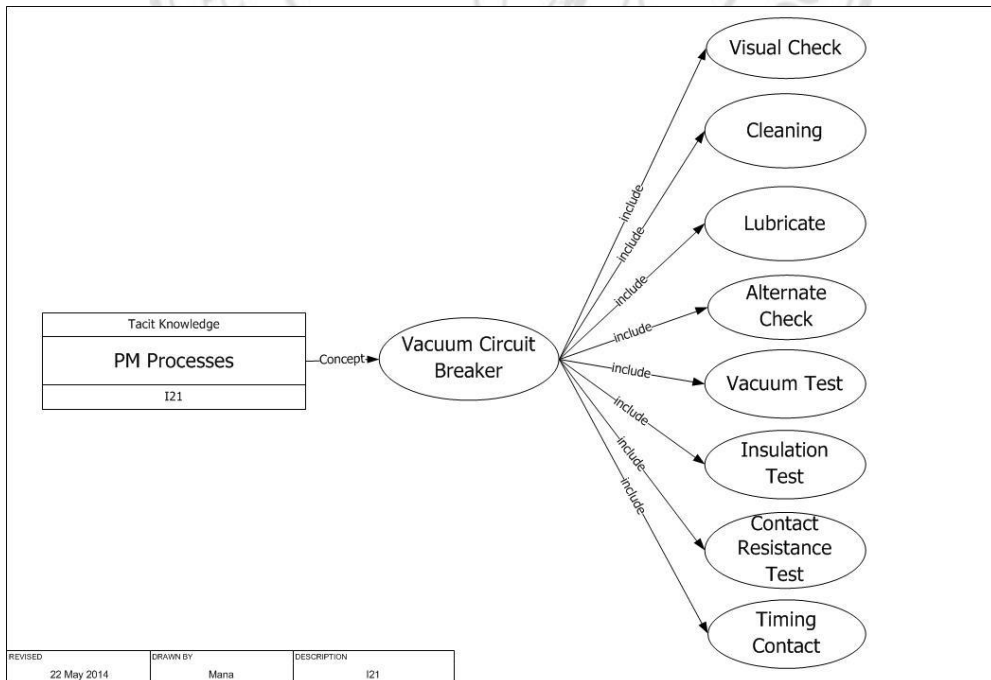 Visual Check
Cleaning
Lubricate
Alternate
Check
Vacuum Test
Insulation
Test
Contact
Resistance
Test
Timing
Contact
include
include
include
include
include
include
include
include
Tacit Knowledge
PM Processes
I21
Concept
Vacuum Circuit
Breaker
REVISED
22 May 2014
DRAWN BY
Mana
DESCRIPTION
I21